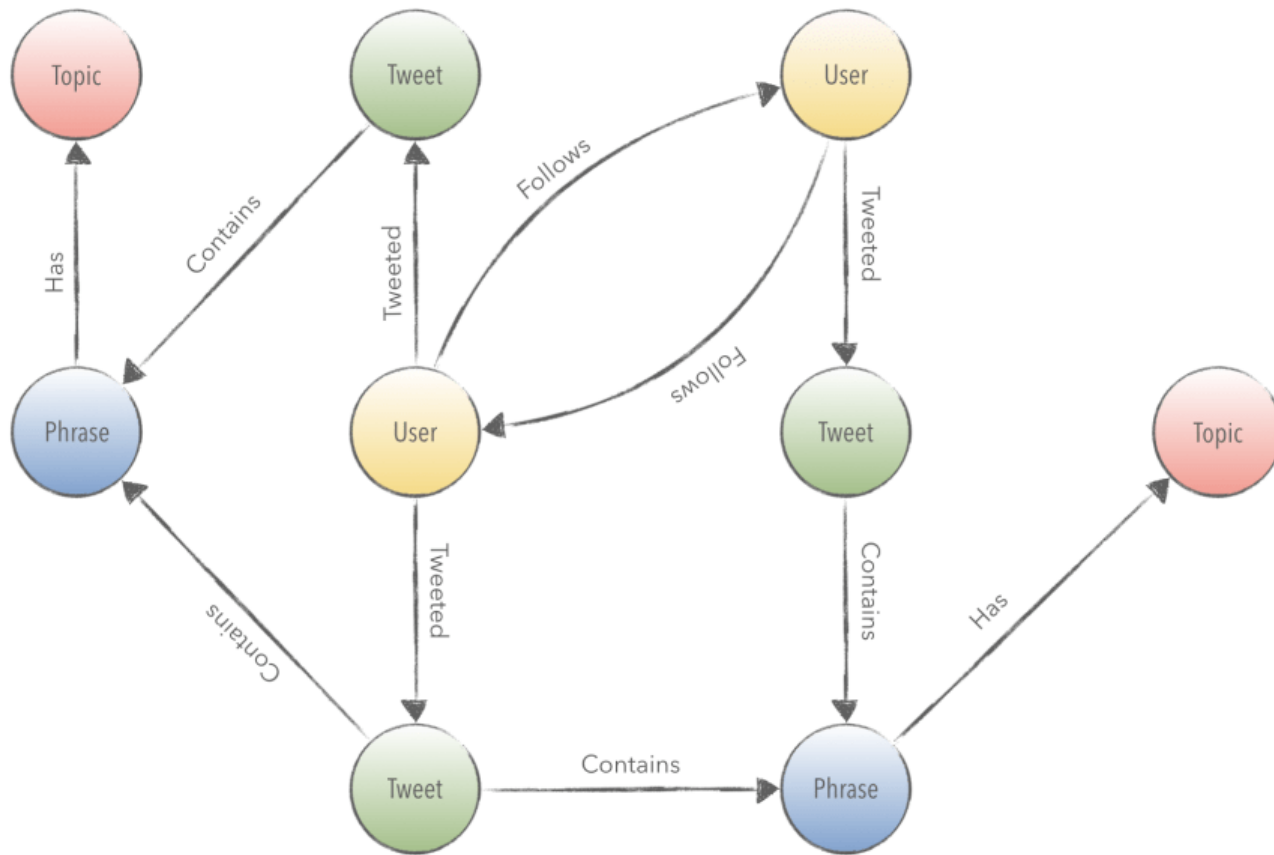 Topic
Tweet
User
Follows
Tweeted
Contains
Has
Tweeted
Follows
Phrase
User
Tweet
Topic
Tweeted
Contains
Contains
Has
Tweet
Contains
Phrase